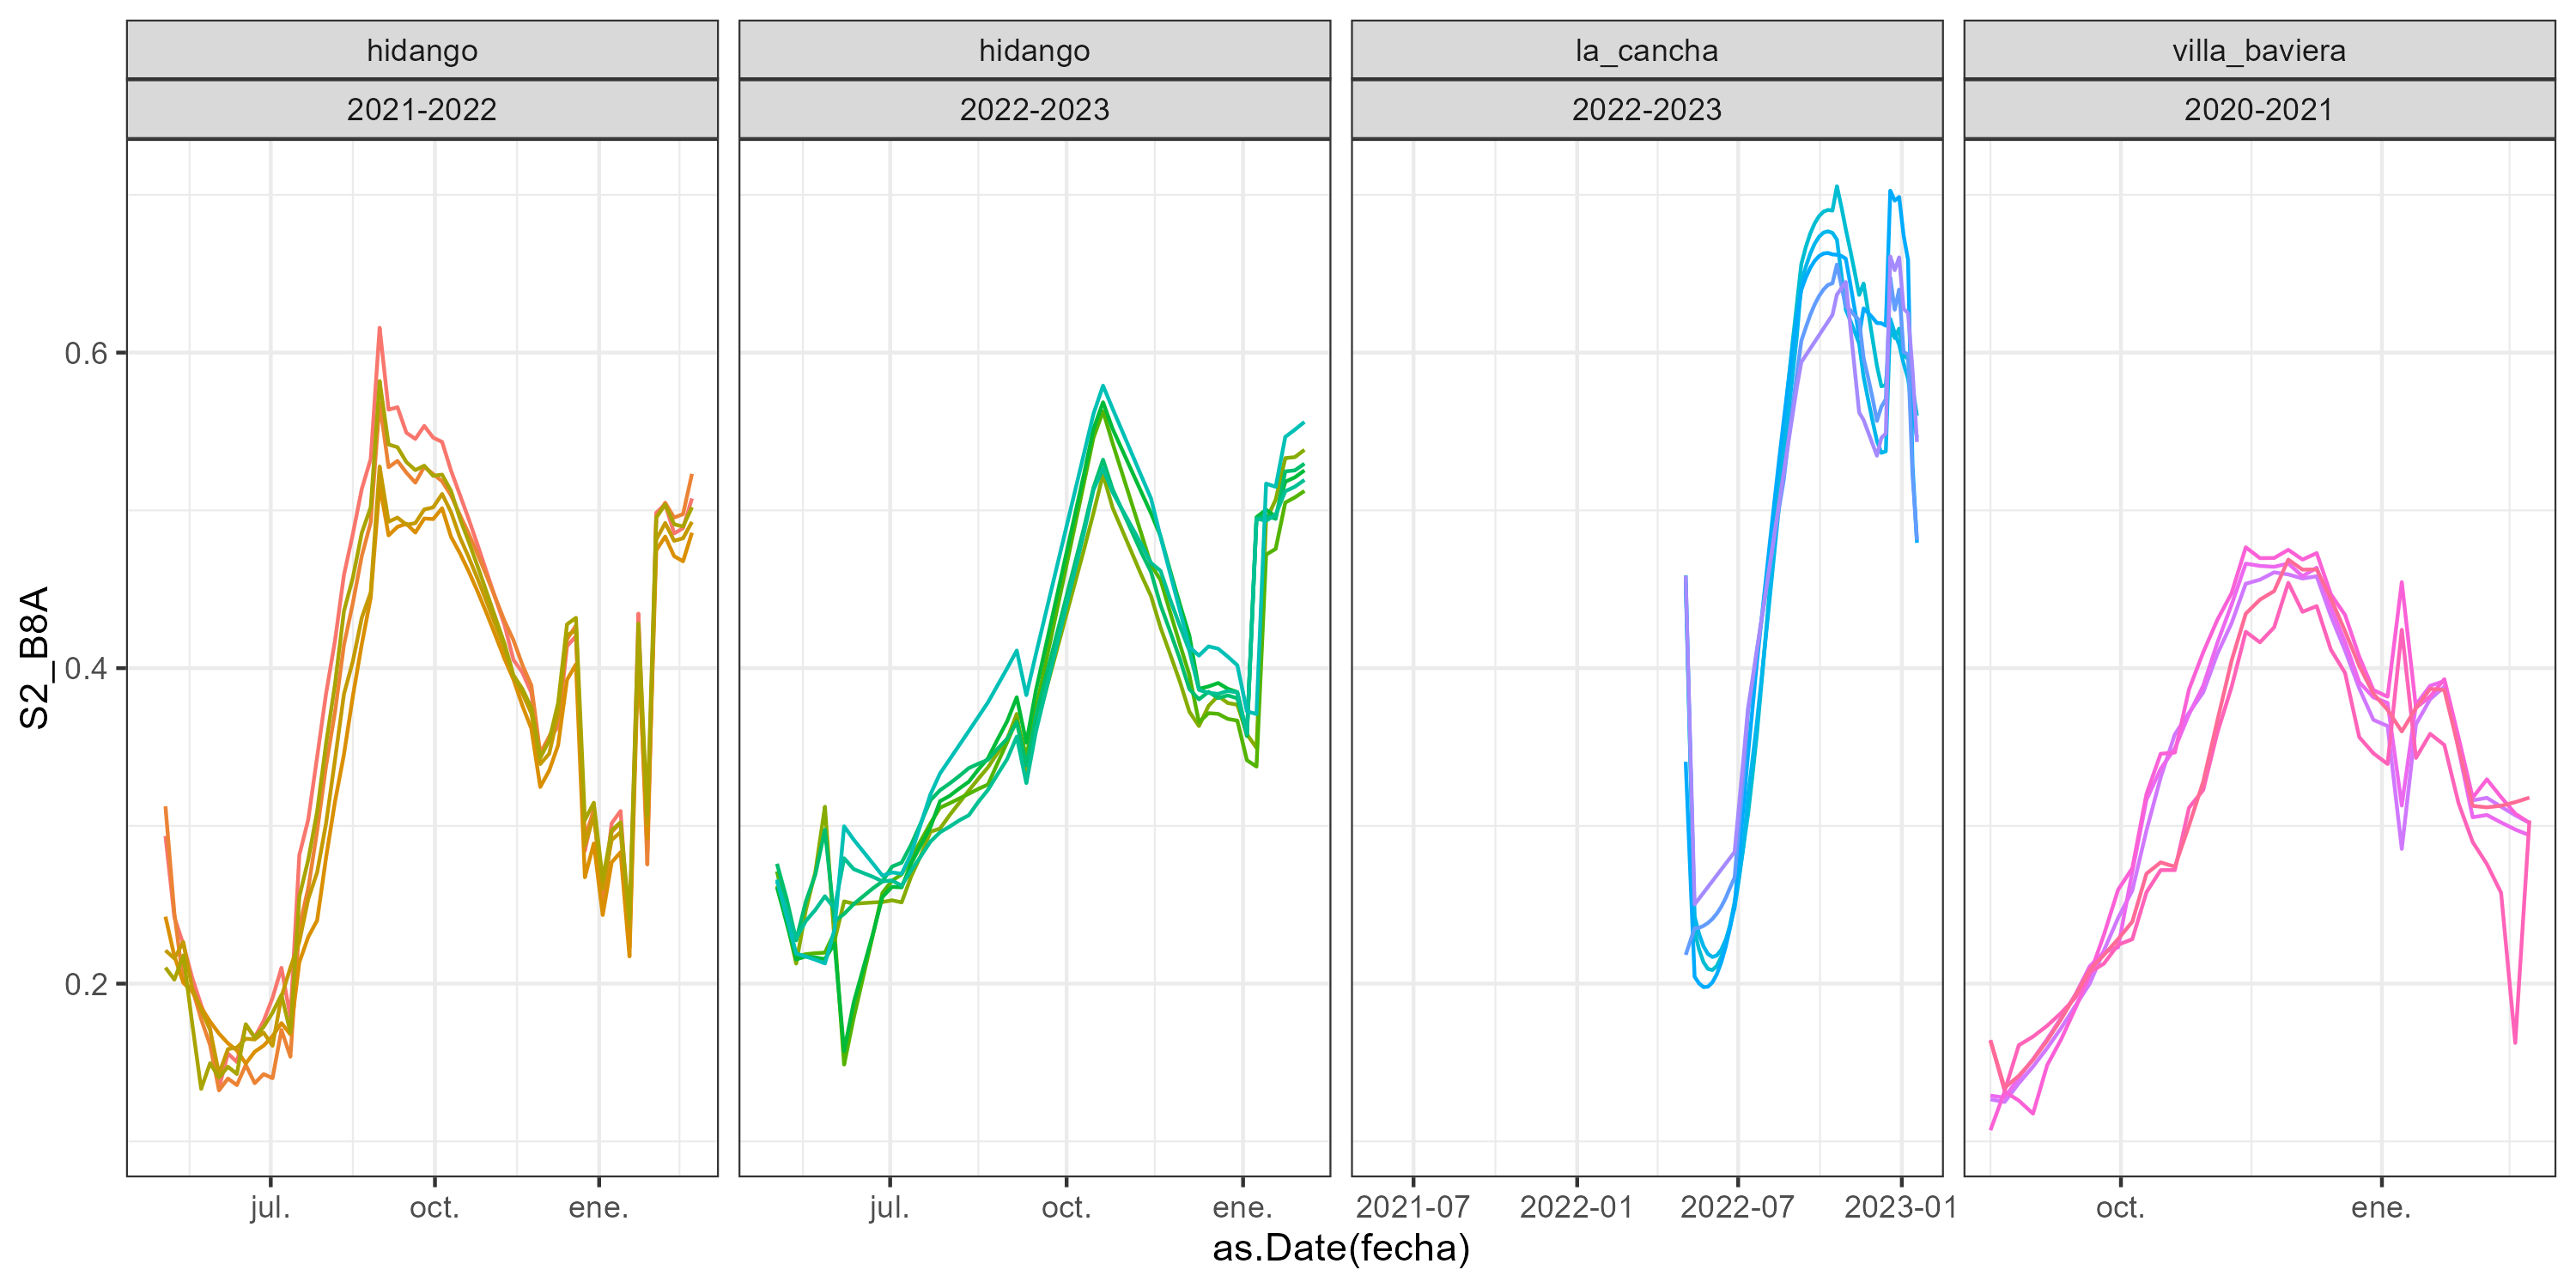 hidango
hidango
la_cancha
villa_baviera
2021-2022
2022-2023
2022-2023
2020-2021
S2_B8A
0.6
0.4
0.2
jul.
oct.
ene.
jul.
oct.
ene.
2021-07
2022-01
2022-07
2023-01
oct.
ene.
as.Date(fecha)